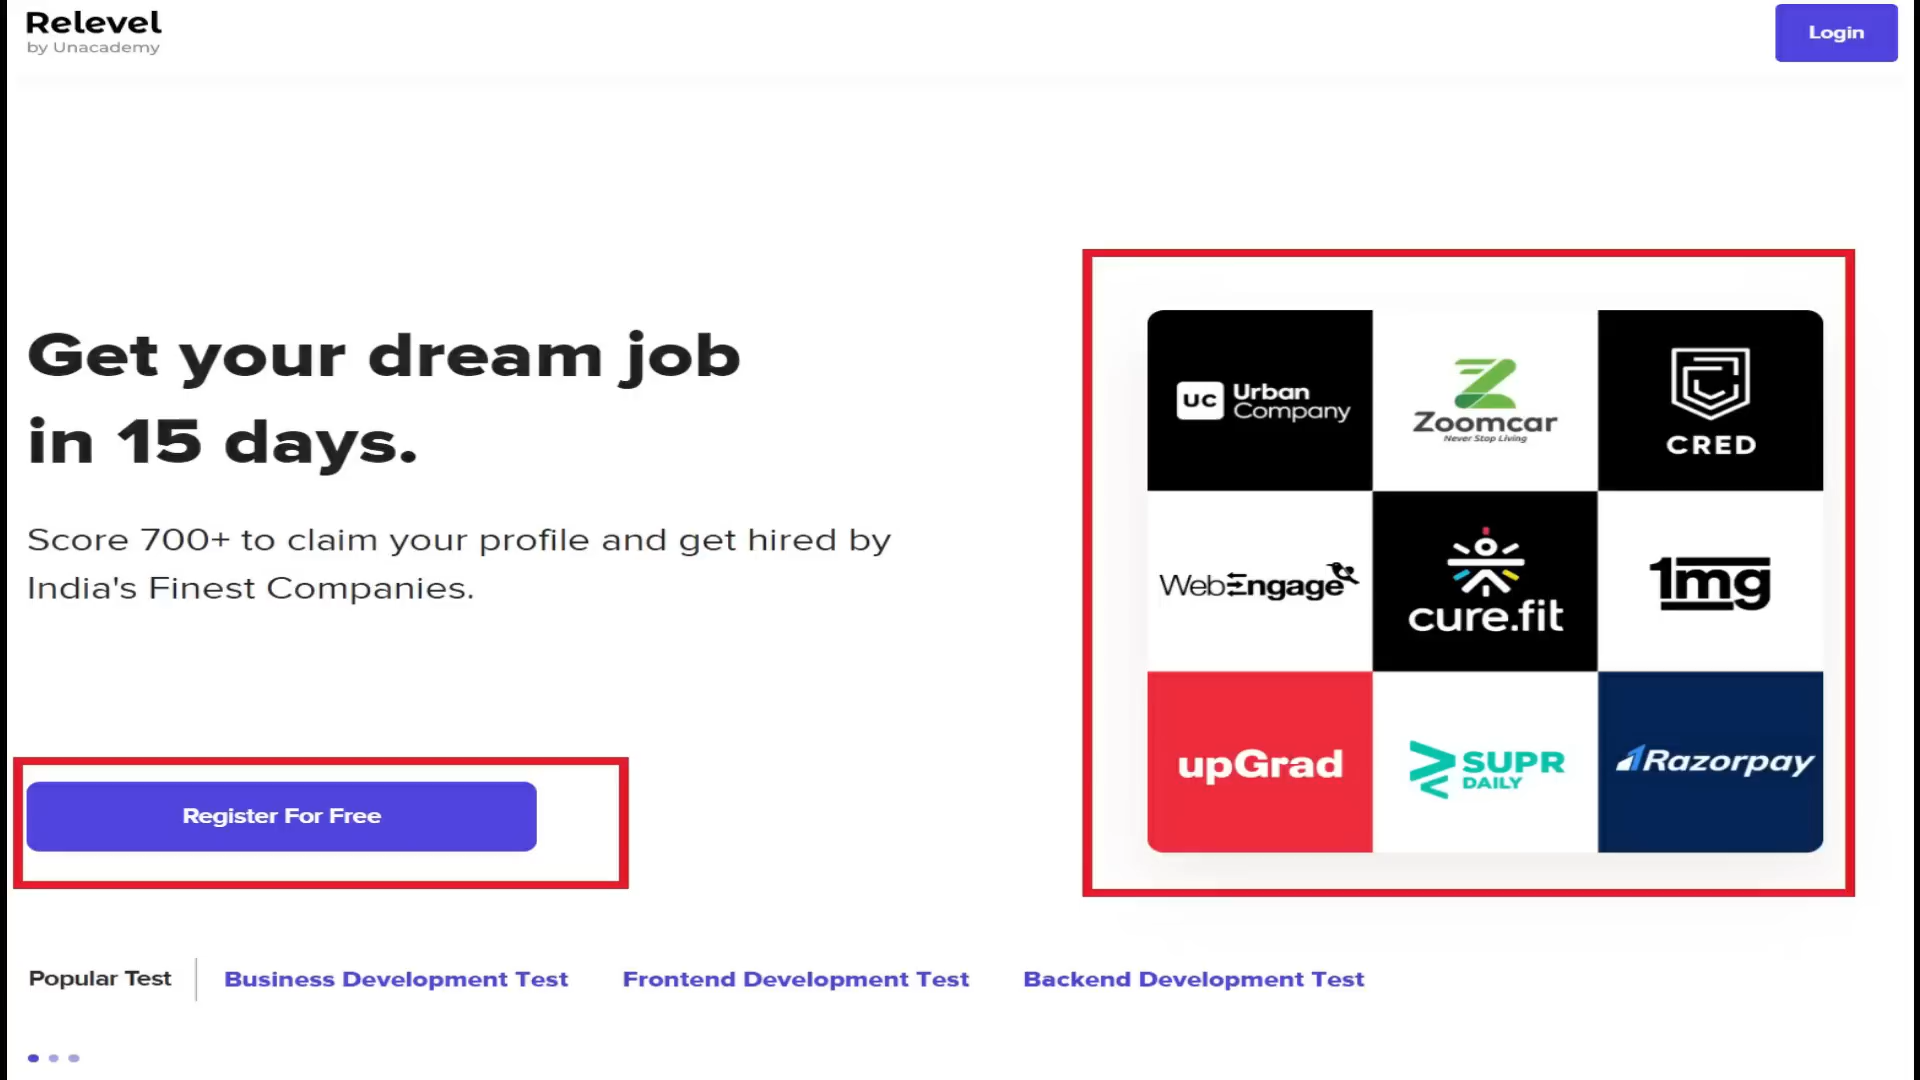 Relevel
by Unacademy
Login
Get your dream job
in 15 days.
Score 700+ to claim your profile and get hired by
India's Finest Companies.
Register For Free
UC Urban
Company
Zoomcar
Never Stop Living
CRED
WebEngage
cure.fit
1mg
upGrad
SUPR
DAILY
Razorpay
Popular Test
Business Development Test
Frontend Development Test
Backend Development Test